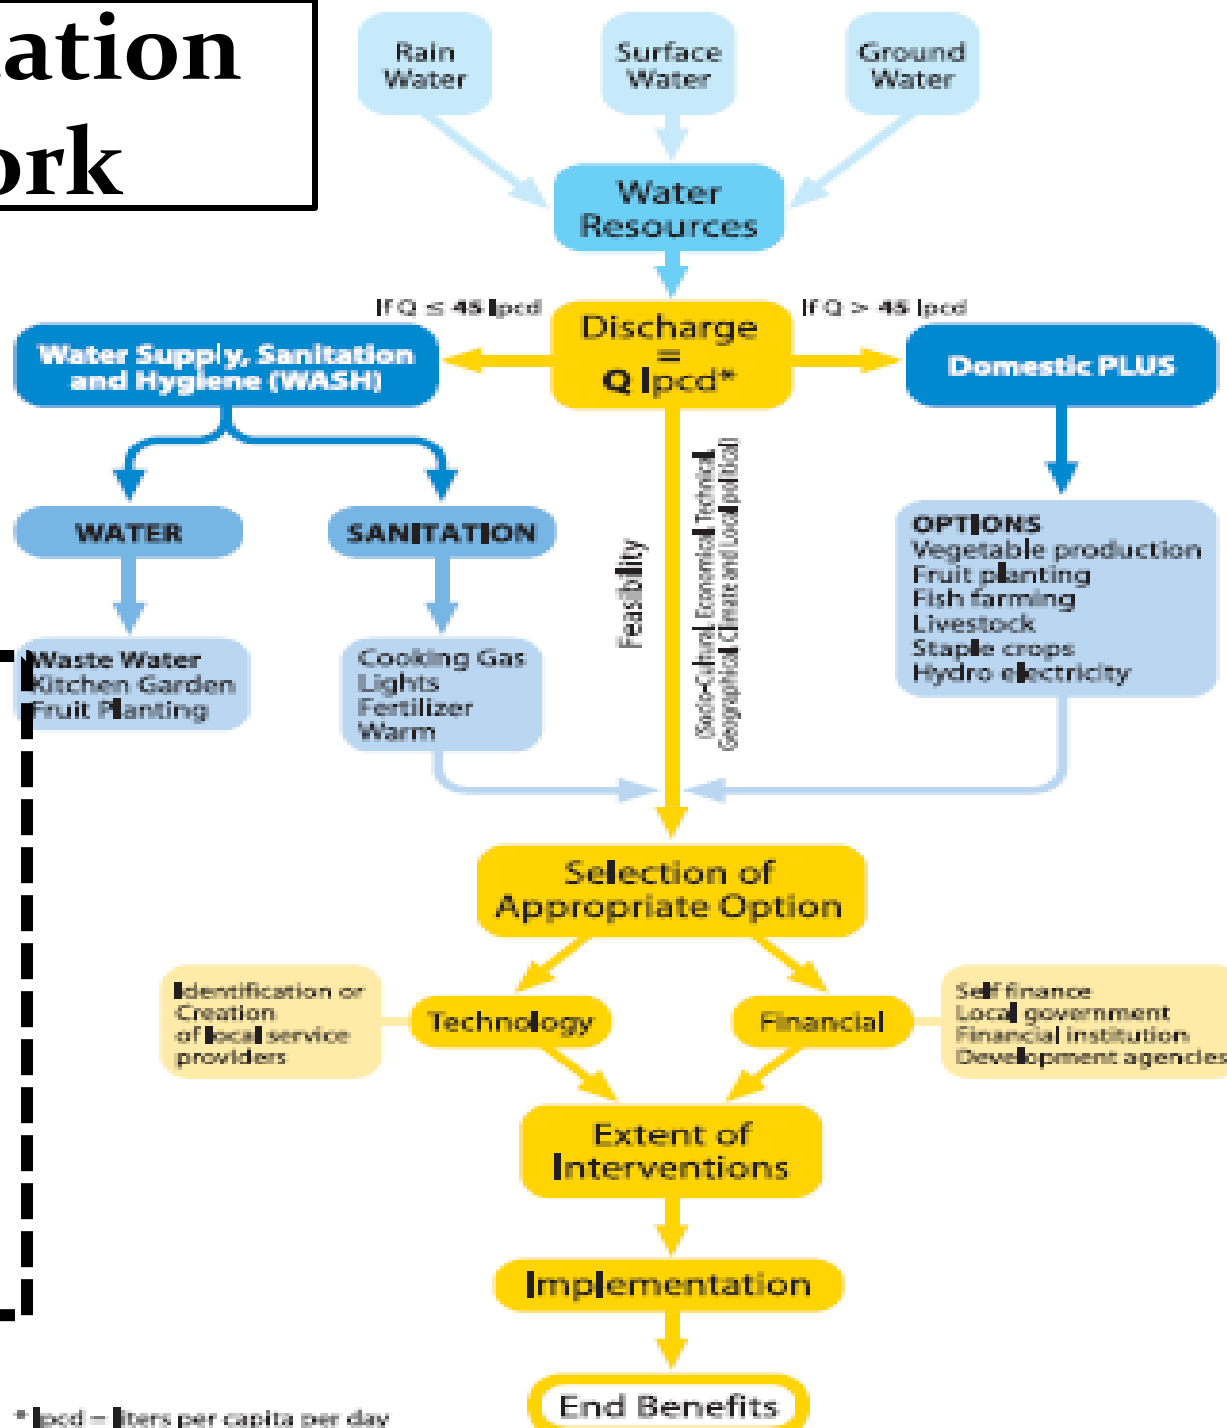 ation
ork
Rain
Water
Surface
Water
Ground
Water
Water
Resources
If Q ≤ 45 lpcd
If Q > 45 lpcd
Discharge
=
Q lpcd*
Water Supply, Sanitation
and Hygiene (WASH)
Domestic PLUS
WATER
SANITATION
Feasibility
(Socio-Cultural, Economical, Technical,
Geographical, Climate and Local political)
OPTIONS
Vegetable production
Fruit planting
Fish farming
Livestock
Staple crops
Hydro electricity
Waste Water
Kitchen Garden
Fruit Planting
Cooking Gas
Lights
Fertilizer
Warm
Selection of
Appropriate Option
Identification or
Creation
of local service
providers
Technology
Financial
Self finance
Local government
Financial institution
Development agencies
Extent of
Interventions
Implementation
End Benefits
* lpcd = liters per capita per day